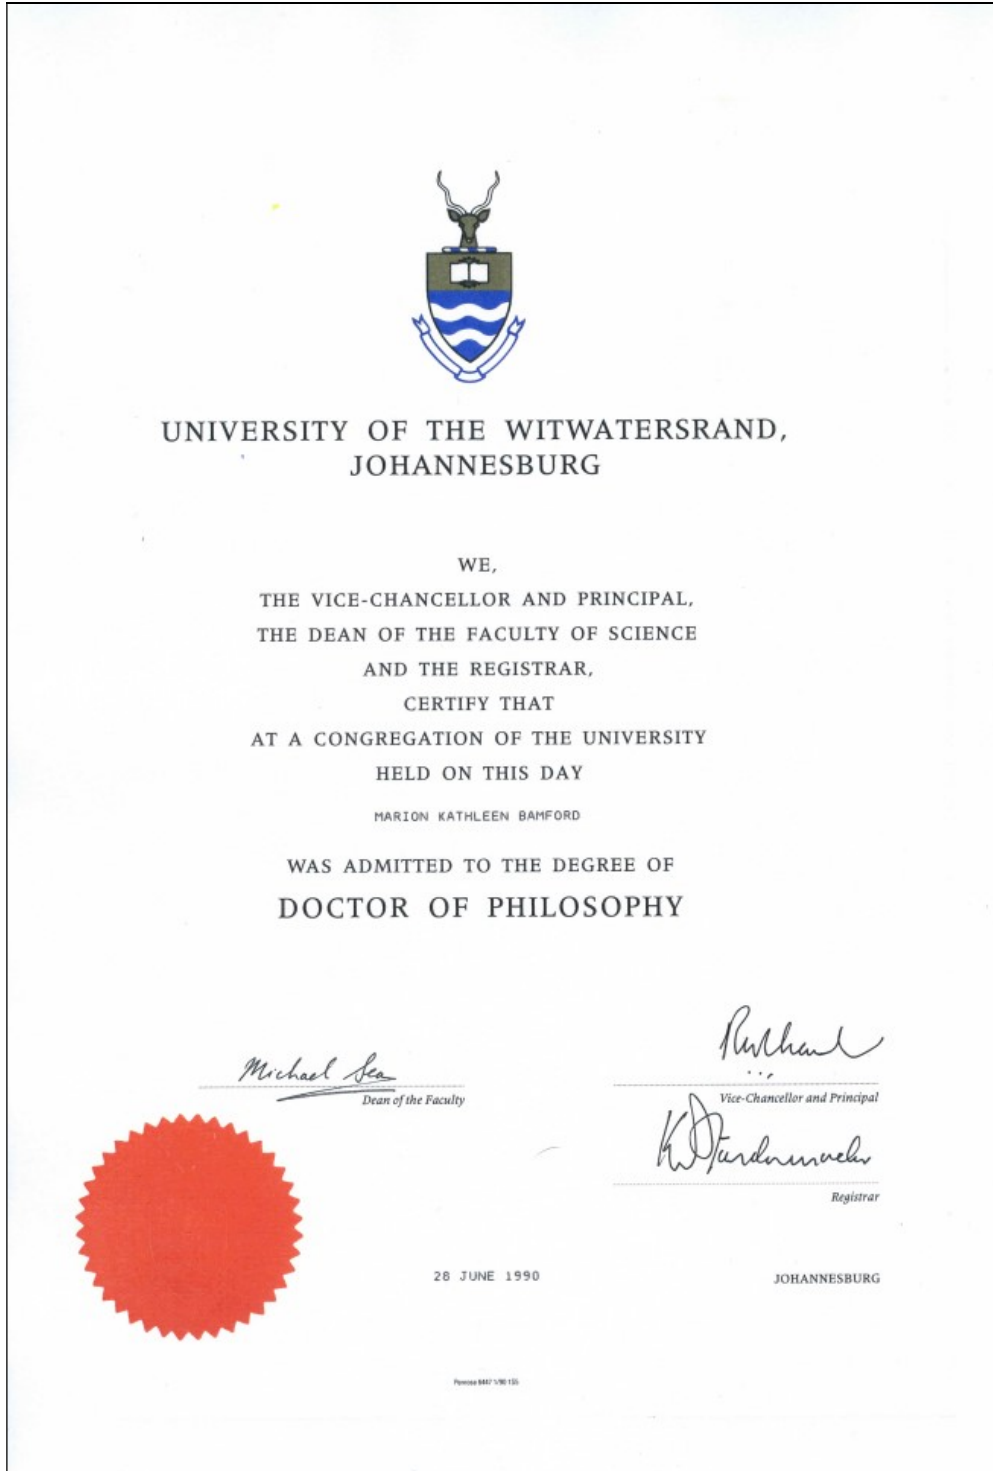 UNIVERSITY OF THE WITWATERSRAND,
JOHANNESBURG
WE,
THE VICE-CHANCELLOR AND PRINCIPAL,
THE DEAN OF THE FACULTY OF SCIENCE
AND THE REGISTRAR,
CERTIFY THAT
AT A CONGREGATION OF THE UNIVERSITY
HELD ON THIS DAY
MARION KATHLEEN BAMFORD
WAS ADMITTED TO THE DEGREE OF
DOCTOR OF PHILOSOPHY
Michael
Dean of the Faculty
Vice-Chancellor and Principal
Registrar
28 JUNE 1990
JOHANNESBURG